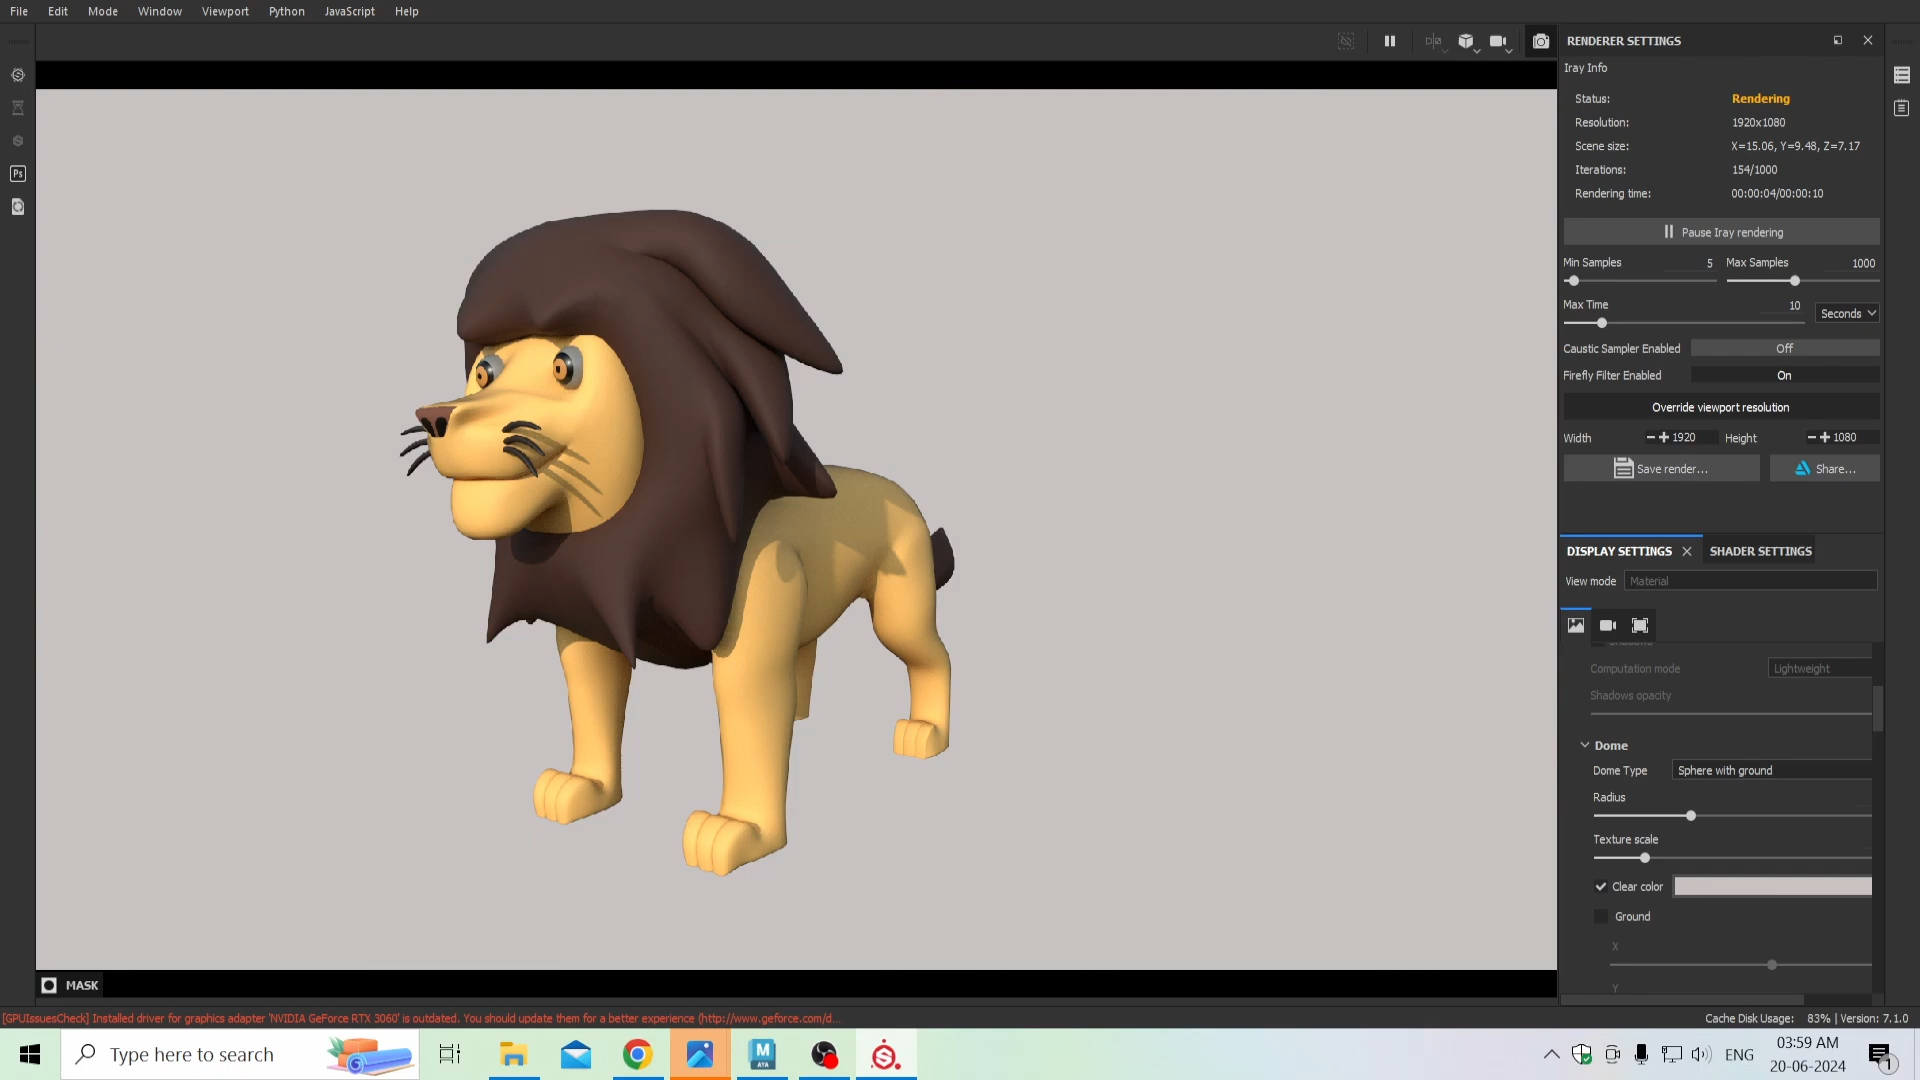 File Edit Mode Window Viewport Python JavaScript Help
RENDERER SETTINGS
Iray Info
Status: Rendering
Resolution: 1920x1080
Scene size: X=15.06, Y=9.48, Z=7.17
Iterations: 154/1000
Rendering time: 00:00:04/00:00:10
Pause Iray rendering
Min Samples 5 Max Samples 1000
Max Time 10 Seconds
Caustic Sampler Enabled Off
Firefly Filter Enabled On
Override viewport resolution
Width 1920 Height 1080
Save render... Share...
DISPLAY SETTINGS SHADER SETTINGS
View mode Material
Computation mode Lightweight
Shadows opacity
Dome
Dome Type Sphere with ground
Radius
Texture scale
Clear color
Ground
X
Y
Ps
MASK
[GPUIssuesCheck] Installed driver for graphics adapter 'NVIDIA GeForce RTX 3060' is outdated. You should update them for a better experience (http://www.geforce.com/d...
Cache Disk Usage: 83% | Version: 7.1.0
Type here to search
M
AYA
ENG
03:59 AM
20-06-2024
1